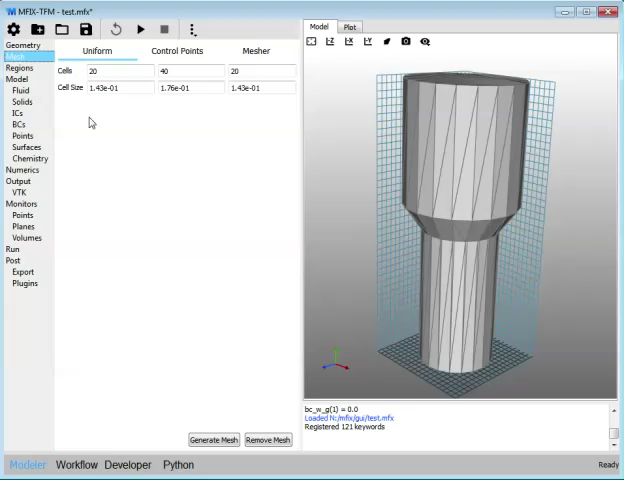 MFIX-TFM - test.mfx*
Geometry
Mesh
Regions
Model
Fluid
Solids
ICs
BCs
Points
Surfaces
Chemistry
Numerics
Output
VTK
Monitors
Points
Planes
Volumes
Run
Post
Export
Plugins
Uniform Control Points Mesher
Cells 20 40 20
Cell Size 1.43e-01 1.76e-01 1.43e-01
Generate Mesh Remove Mesh
Model Plot
bc_w_g(1) = 0.0
Loaded N:/mfix/gui/test.mfx
Registered 121 keywords
Modeler Workflow Developer Python Ready